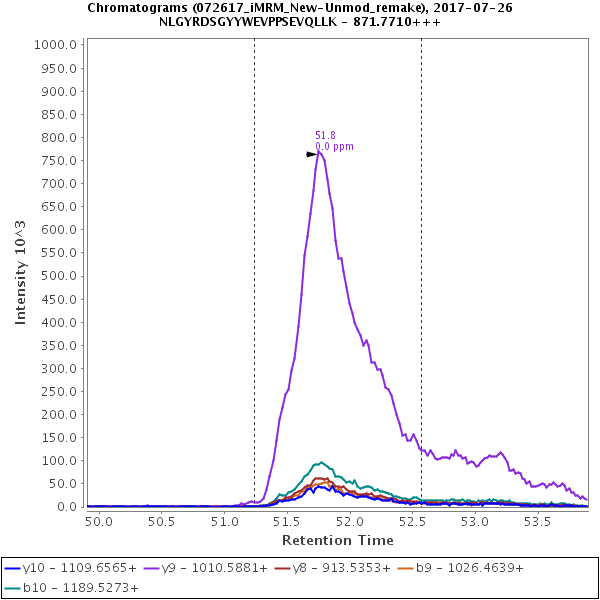 Chromatograms (072617_iMRM_New-Unmod_remake), 2017-07-26
NLGYRDSGYYWEVPPSEVQLLK - 871.7710+++
1000.0
950.0
900.0
850.0
800.0
750.0
700.0
650.0
600.0
550.0
500.0
450.0
400.0
350.0
300.0
250.0
200.0
150.0
100.0
50.0
0.0
Intensity 10^3
51.8
0.0 ppm
50.0 50.5 51.0 51.5 52.0 52.5 53.0 53.5
Retention Time
y10 - 1109.6565+ y9 - 1010.5881+ y8 - 913.5353+ b9 - 1026.4639+
b10 - 1189.5273+